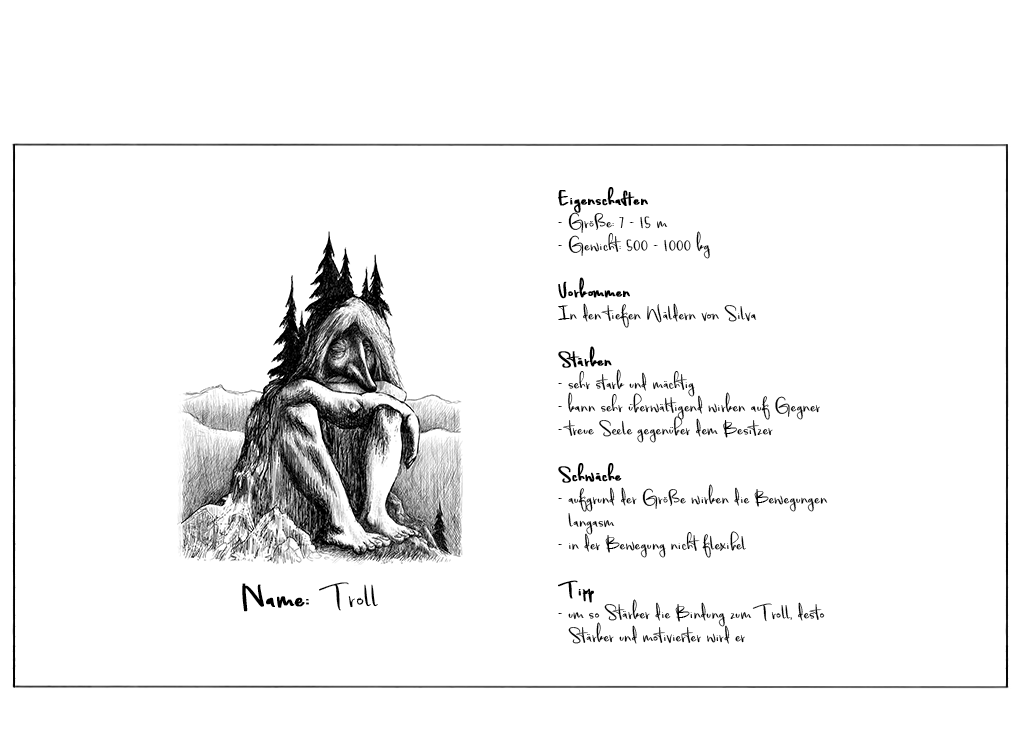 Eigenschaften
- Größe: 7 - 15 m
- Gewicht: 500 - 1000 kg
Vorkommen
In den tiefen Wäldern von Silva
Stärken
- sehr stark und mächtig
- kann sehr überwältigend wirken auf Gegner
- treue Seele gegenüber dem Besitzer
Schwäche
- aufgrund der Größe wirken die Bewegungen
langasm
- in der Bewegung nicht flexibel
Tipp
- um so Stärker die Bindung zum Troll, desto
Stärker und motivierter wird er
Name: Troll